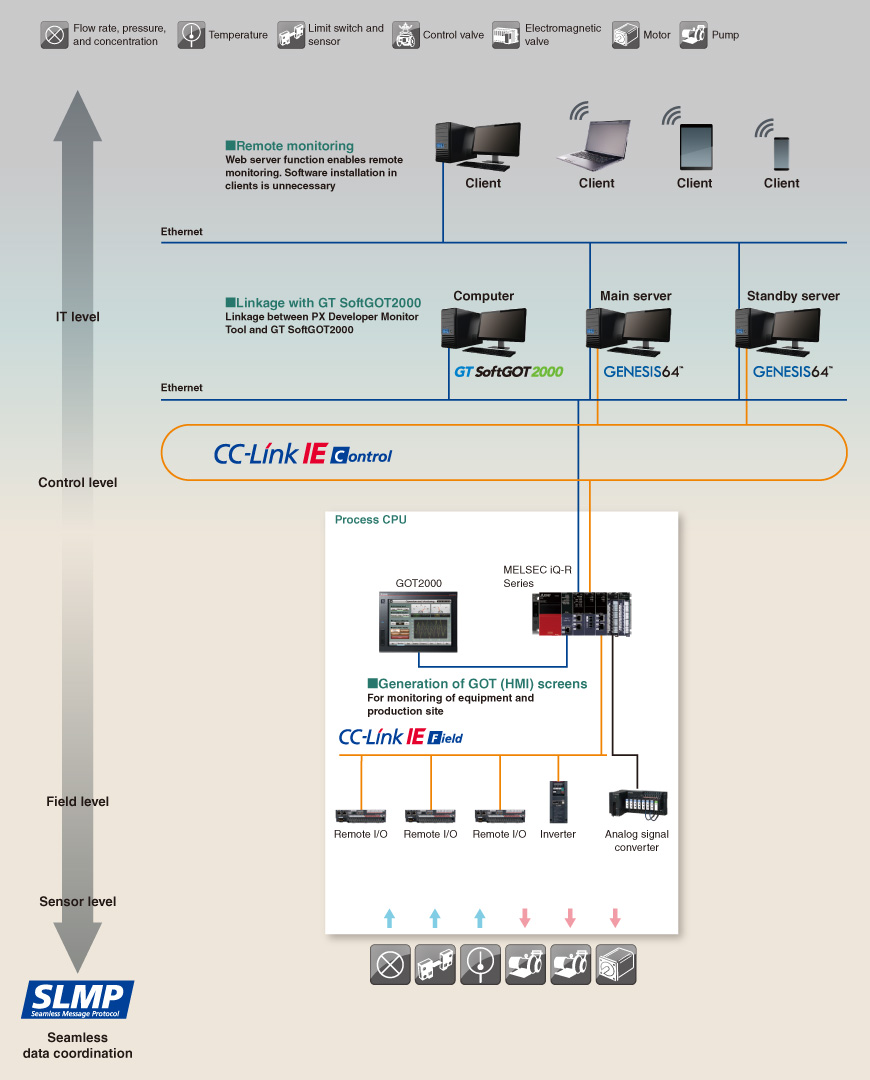 Flow rate, pressure,
and concentration
Temperature
Limit switch and
sensor
Control valve
Electromagnetic
valve
Motor
Pump
■Remote monitoring
Web server function enables remote
monitoring. Software installation in
clients is unnecessary
Client
Client
Client
Client
Ethernet
IT level
■Linkage with GT SoftGOT2000
Linkage between PX Developer Monitor
Tool and GT SoftGOT2000
Computer
Main server
Standby server
GT SoftGOT2000
GENESIS64™
GENESIS64™
Ethernet
CC-Link IE Control
Control level
Process CPU
GOT2000
MELSEC iQ-R
Series
■Generation of GOT (HMI) screens
For monitoring of equipment and
production site
CC-Link IE Field
Field level
Remote I/O
Remote I/O
Remote I/O
Inverter
Analog signal
converter
Sensor level
SLMP
Seamless Message Protocol
Seamless
data coordination